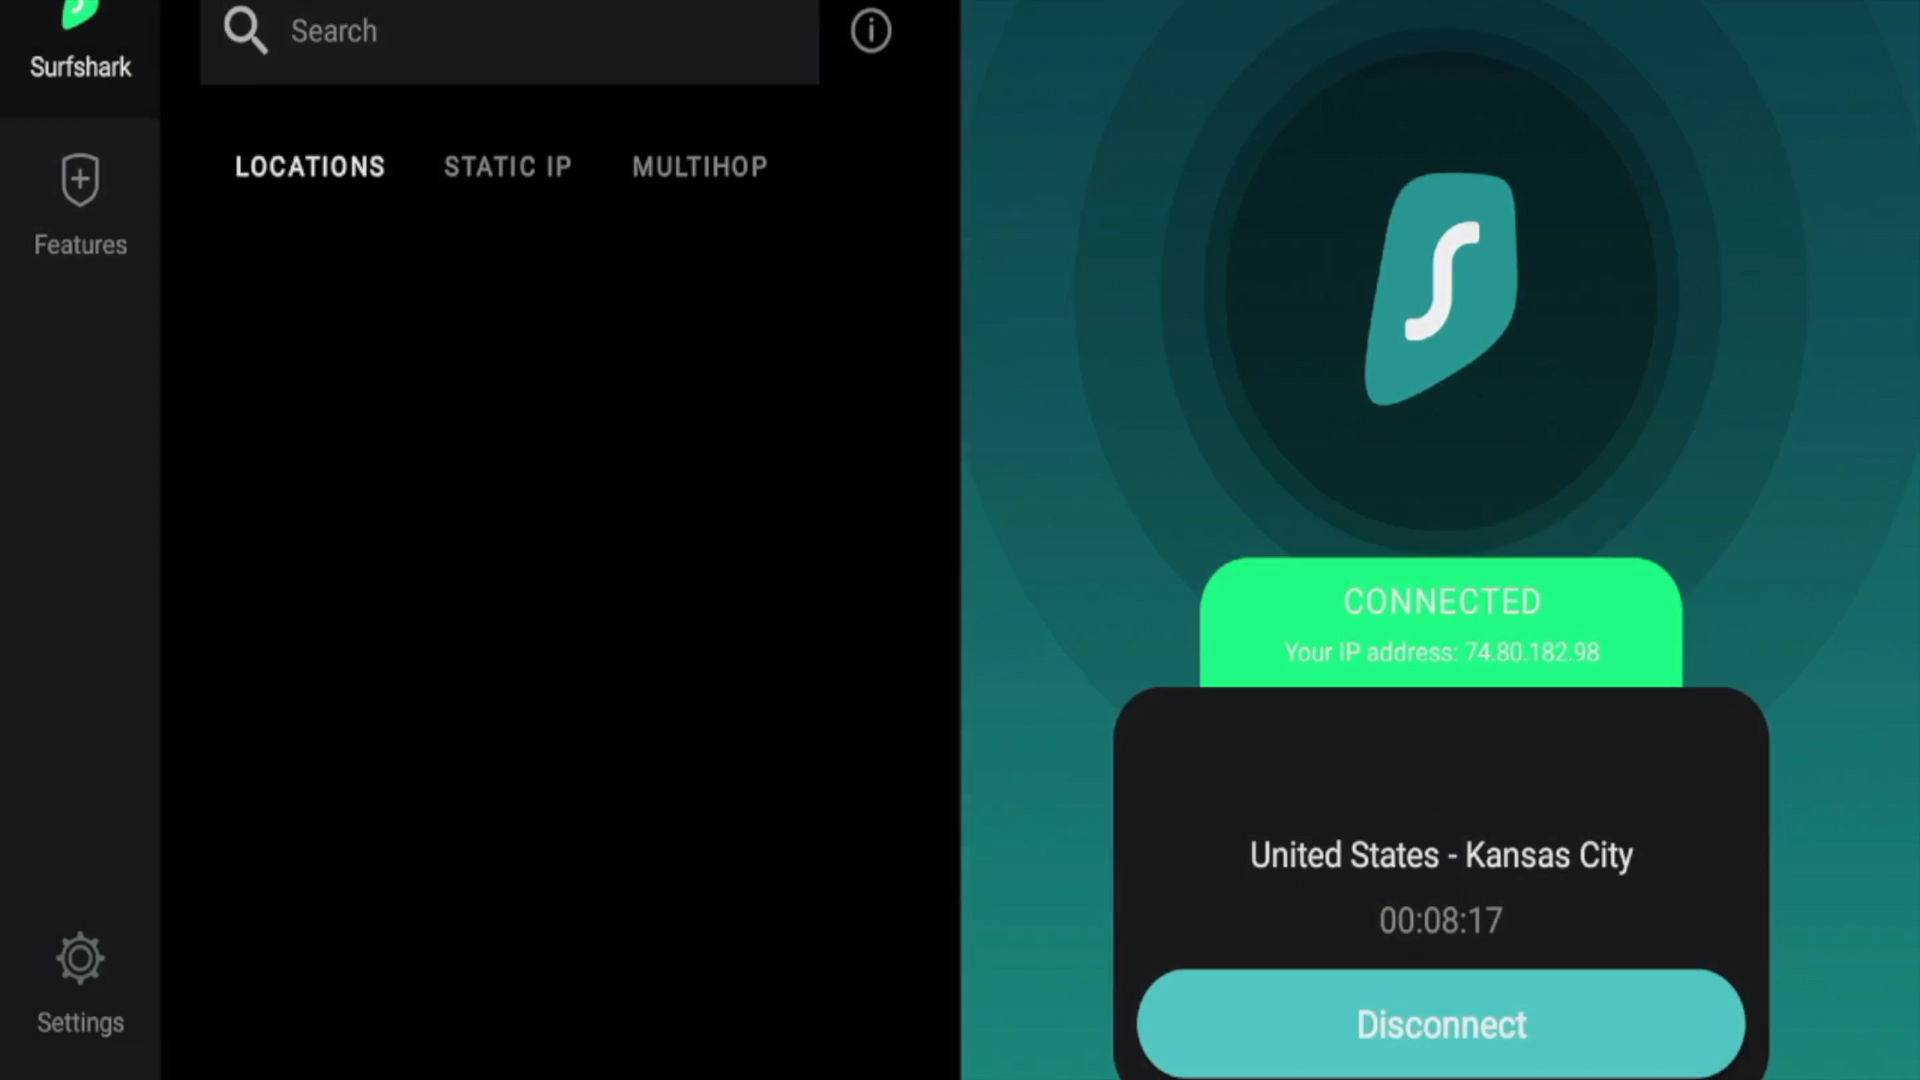 Surfshark
Search
LOCATIONS STATIC IP MULTIHOP
Features
CONNECTED
Your IP address: 74.80.182.98
United States - Kansas City
00:08:17
Disconnect
Settings